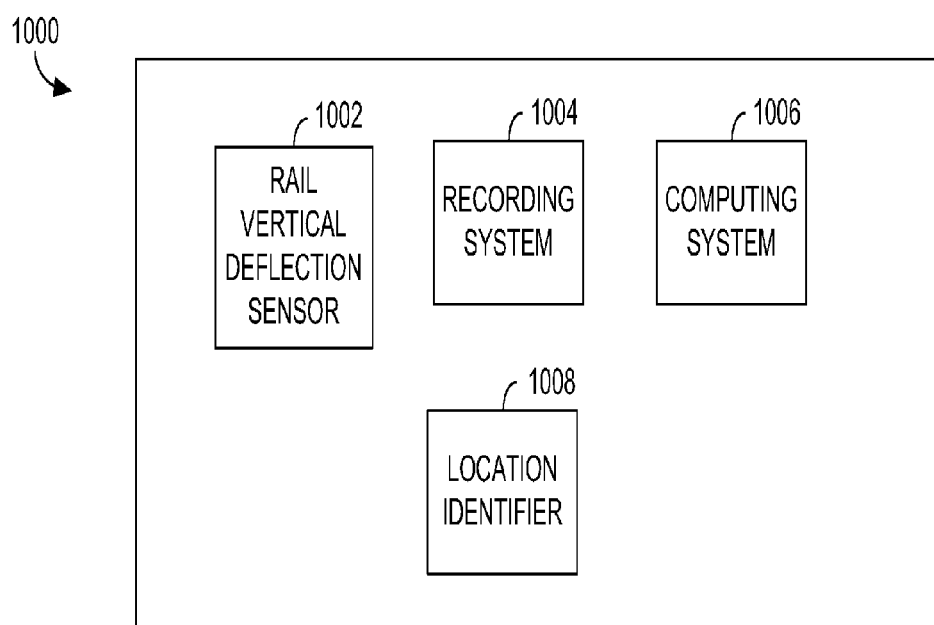 1000
1002
RAIL
VERTICAL
DEFLECTION
SENSOR
1004
RECORDING
SYSTEM
1006
COMPUTING
SYSTEM
1008
LOCATION
IDENTIFIER